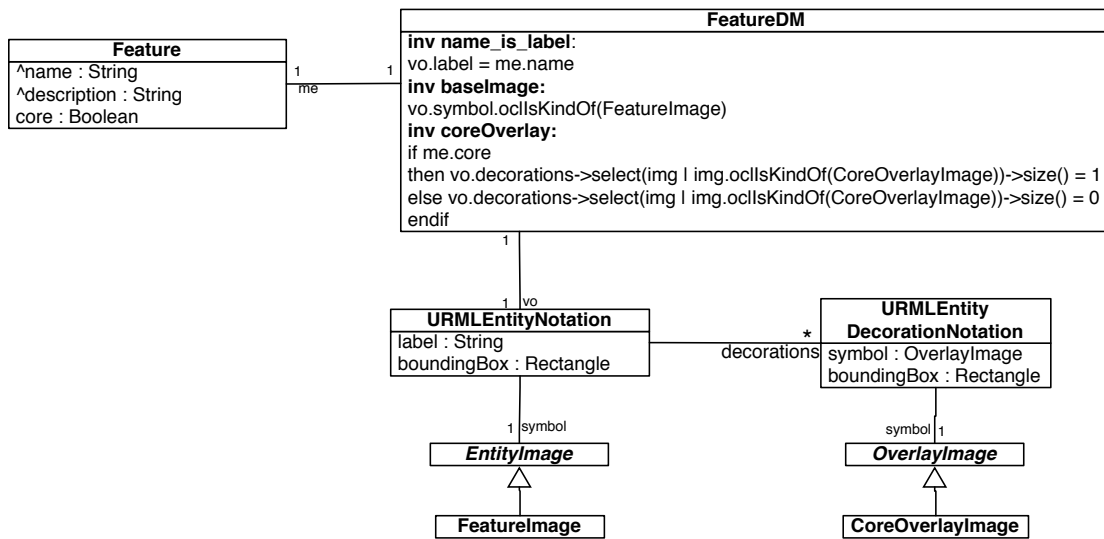 FeatureDM
inv name_is_label:
vo.label = me.name
inv baseImage:
vo.symbol.oclIsKindOf(FeatureImage)
inv coreOverlay:
if me.core
then vo.decorations->select(img | img.oclIsKindOf(CoreOverlayImage))->size() = 1
else vo.decorations->select(img | img.oclIsKindOf(CoreOverlayImage))->size() = 0
endif
Feature
^name : String
^description : String
core : Boolean
1
me
1
1
1
vo
URMLEntityNotation
label : String
boundingBox : Rectangle
*
decorations
URMLEntity
DecorationNotation
symbol : OverlayImage
boundingBox : Rectangle
1 symbol
symbol 1
EntityImage
OverlayImage
FeatureImage
CoreOverlayImage